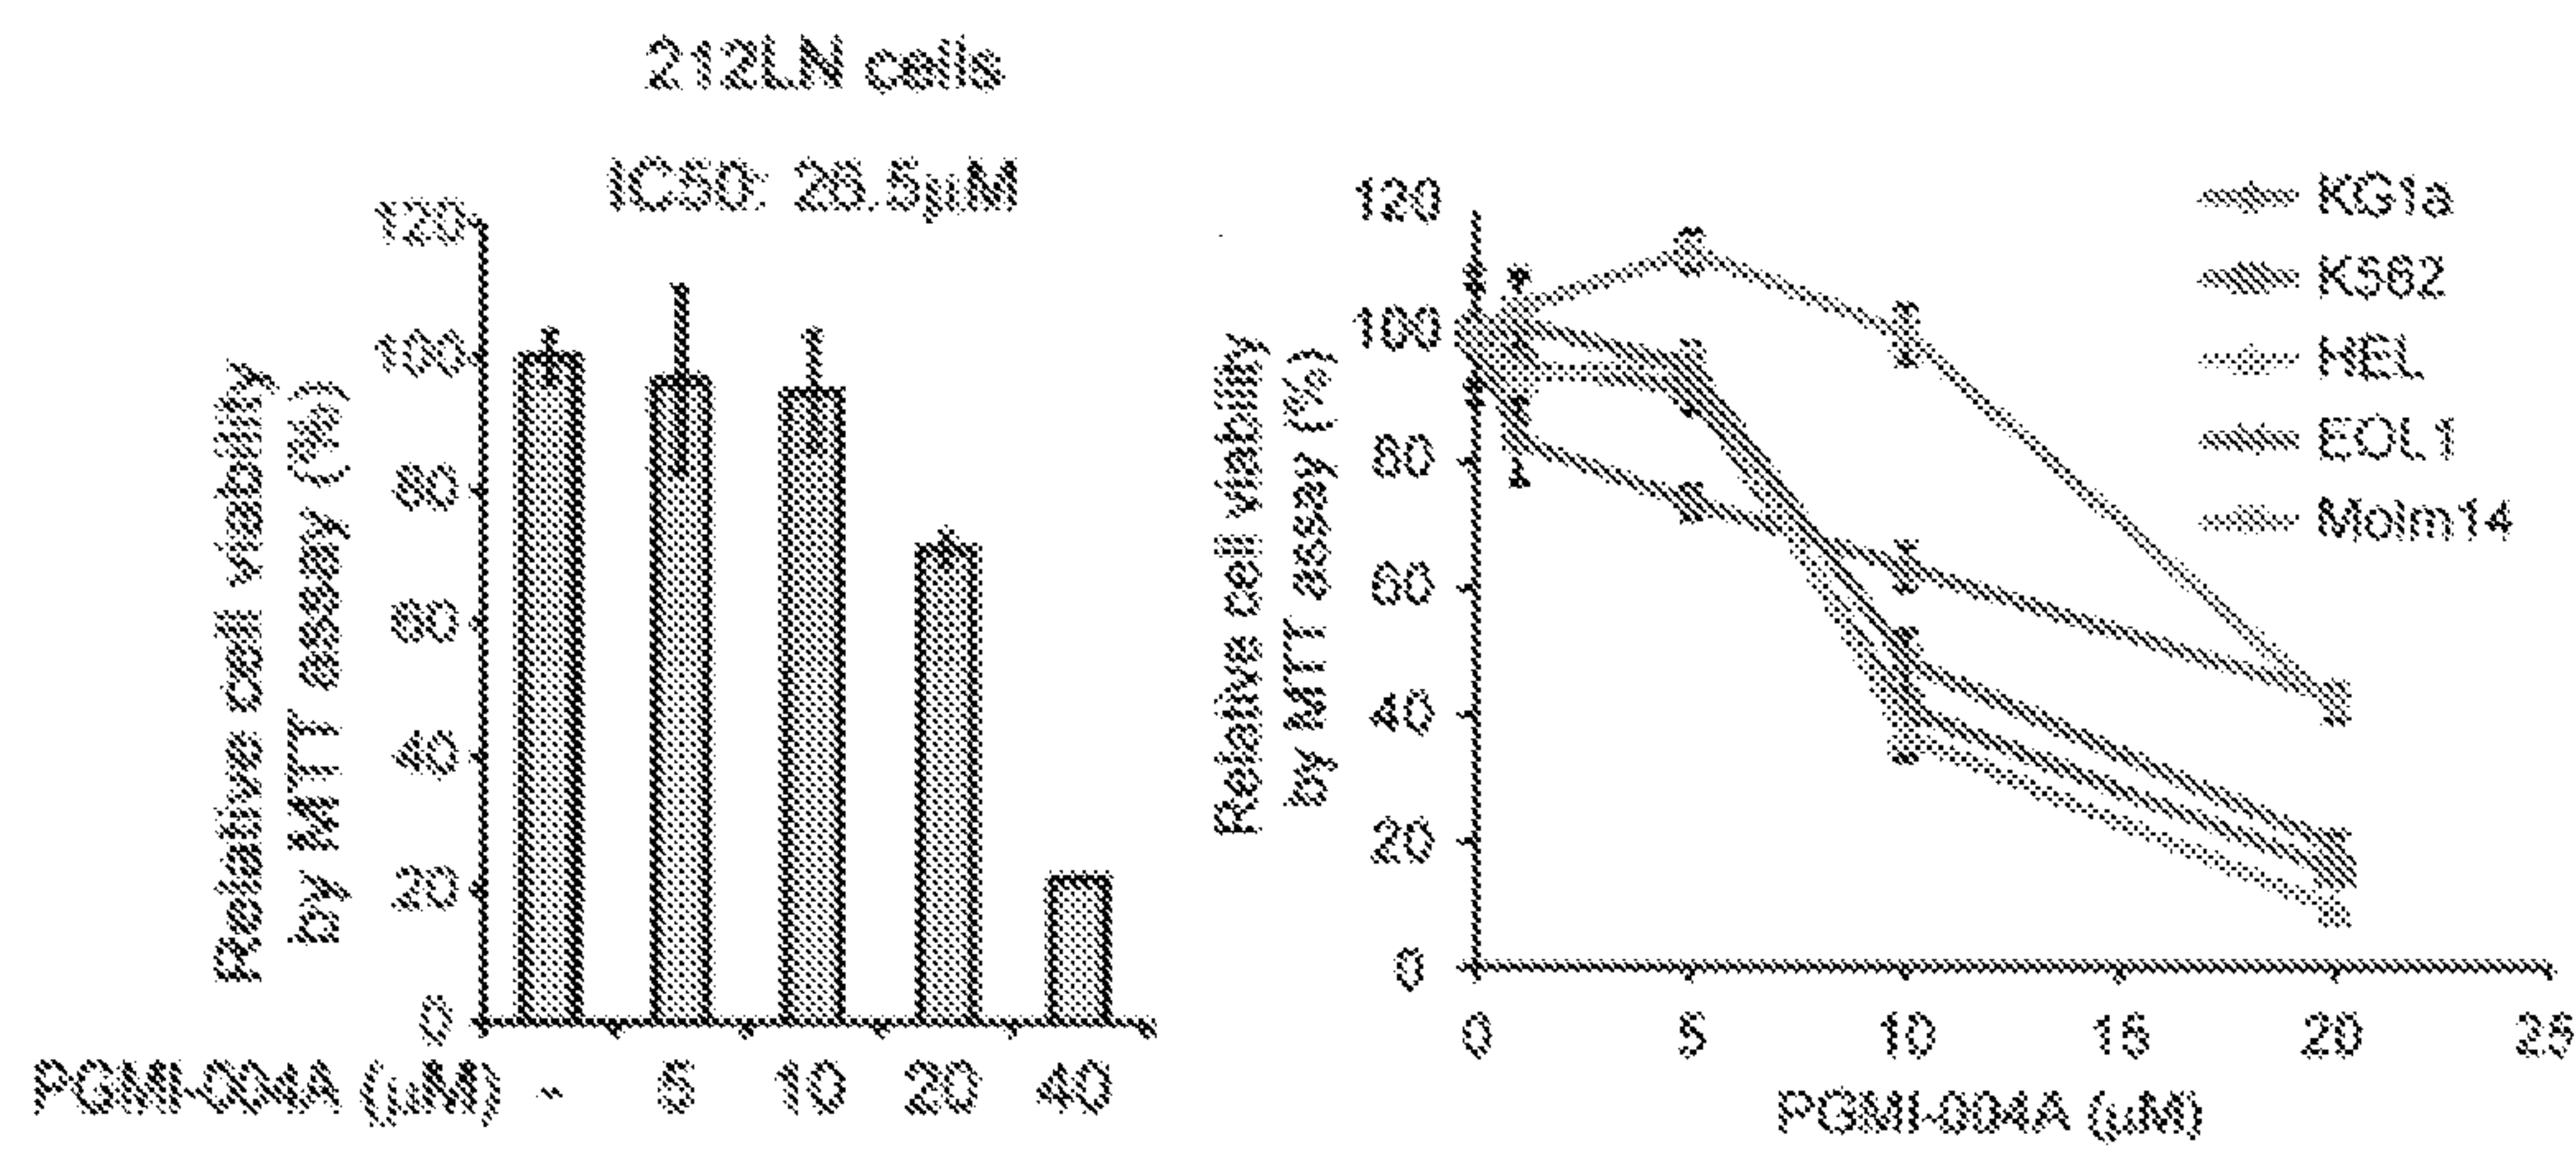 212LN cells
IC50: 26.5μM
Relative cell viability
by MTT assay (%)
120
100
80
60
40
20
0
PGMI-004A (μM) - 5 10 20 40
Relative cell viability
by MTT assay (%)
120
100
80
60
40
20
0
0 5 10 15 20 25
PGMI-004A (μM)
KG1a
K562
HEL
EOL1
Molm14